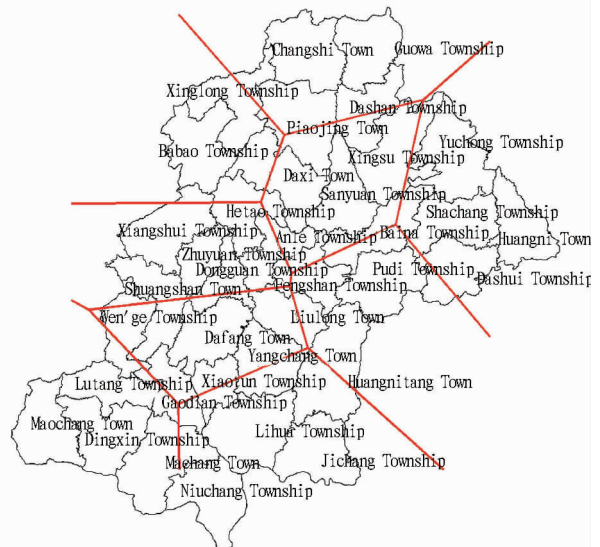 Changshi Town
Guowa Township
Xinglong Township
Dashan Township
Piaojing Town
Yuchong Township
Babao Township
Xingsu Township
Daxi Town
Sanyuan Township
Hetao Township
Shachang Township
Xiangshui Township
Anle Township
Baina Township
Huangni Town
Zhuyuan Township
Dongguan Township
Pudi Township
Fengshan Township
Dashui Township
Shuangshan Town
Wen'ge Township
Liulong Town
Dafang Town
Yangchang Town
Lutang Township
Xiaotun Township
Huangnitang Town
Gaodian Township
Maochang Town
Dingxin Township
Lihua Township
Machang Town
Jichang Township
Niuchang Township